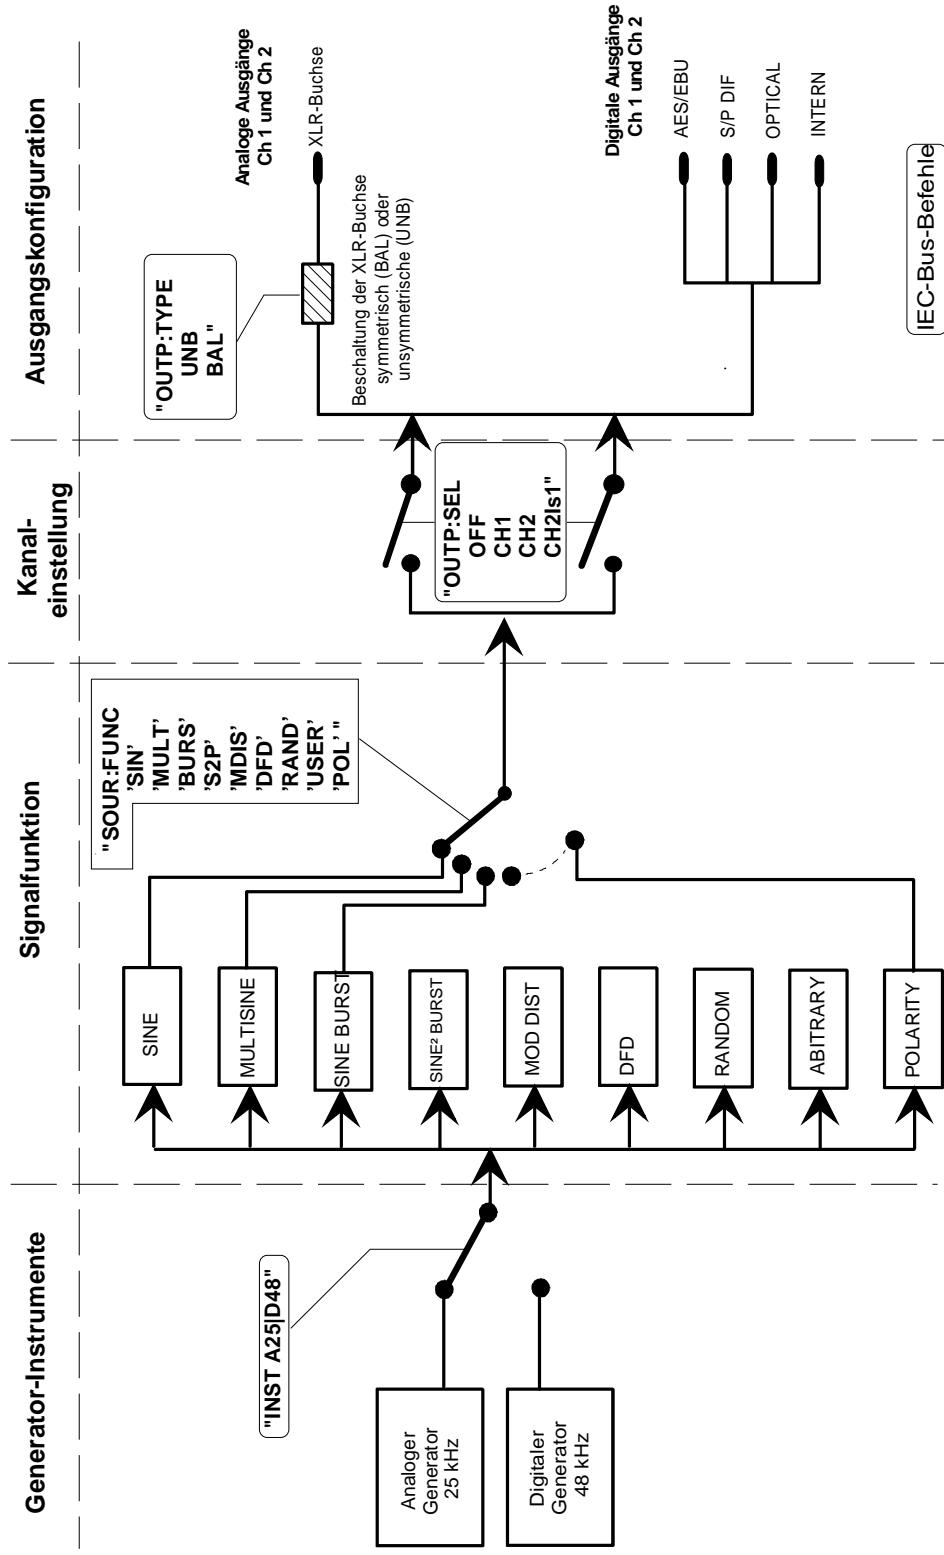 Generator-Instrumente
Signalfunktion
Kanal-
einstellung
Ausgangskonfiguration
Analoger
Generator
25 kHz
Digitaler
Generator
48 kHz
"INST A25|D48"
SINE
MULTISINE
SINE BURST
SINE² BURST
MOD DIST
DFD
RANDOM
ABITRARY
POLARITY
"SOUR:FUNC
'SIN'
'MULT'
'BURS'
'S2P'
'MDIS'
'DFD'
'RAND'
'USER'
'POL' "
"OUTP:SEL
OFF
CH1
CH2
CH2Is1"
"OUTP:TYPE
UNB
BAL"
Analoge Ausgänge
Ch 1 und Ch 2
XLR-Buchse
Beschaltung der XLR-Buchse
symmetrisch (BAL) oder
unsymmetrische (UNB)
Digitale Ausgänge
Ch 1 und Ch 2
AES/EBU
S/P DIF
OPTICAL
INTERN
IEC-Bus-Befehle